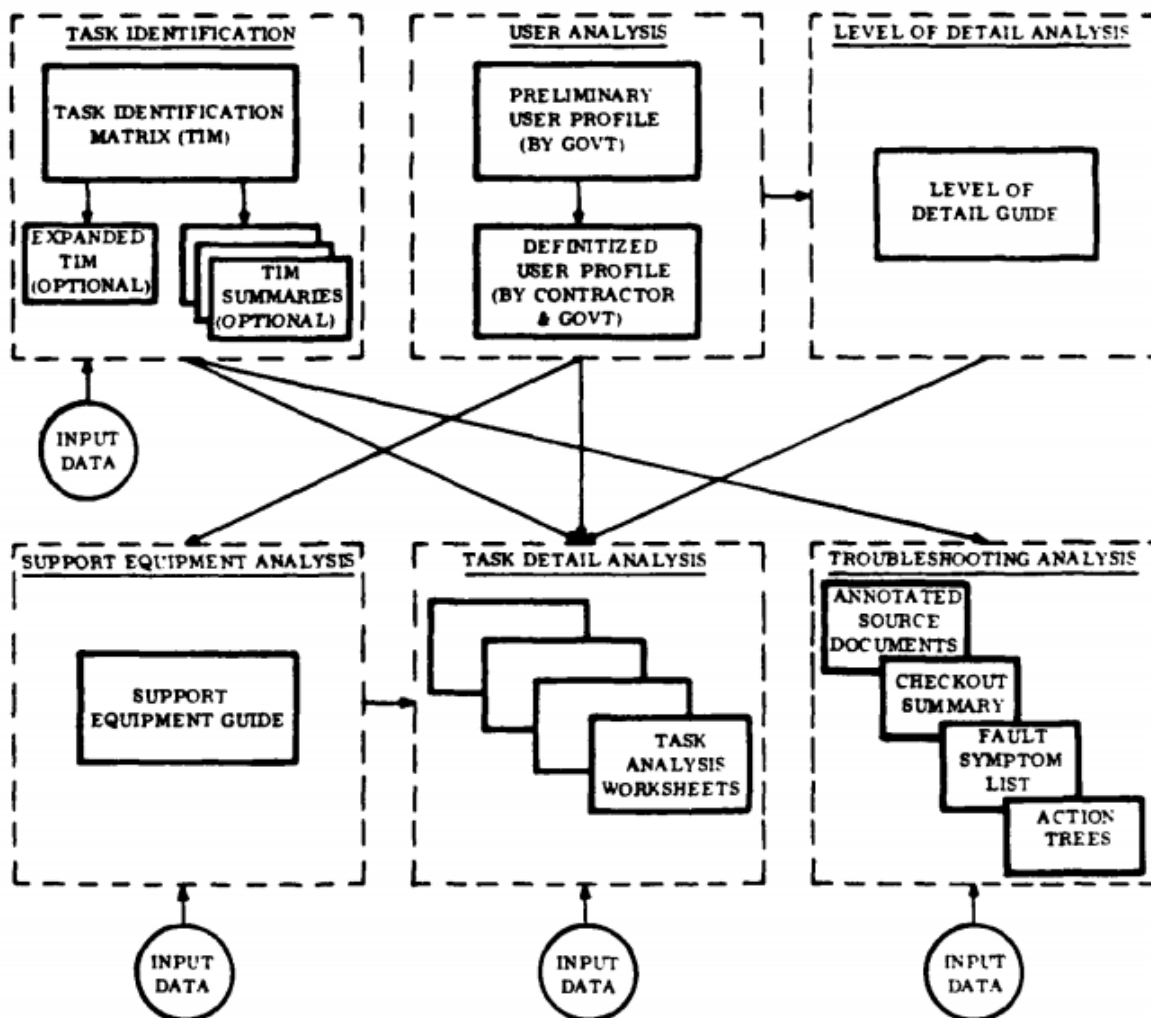 TASK IDENTIFICATION
TASK IDENTIFICATION
MATRIX (TIM)
EXPANDED
TIM
(OPTIONAL)
TIM
SUMMARIES
(OPTIONAL)
INPUT
DATA
USER ANALYSIS
PRELIMINARY
USER PROFILE
(BY GOVT)
DEFINITIZED
USER PROFILE
(BY CONTRACTOR
& GOVT)
LEVEL OF DETAIL ANALYSIS
LEVEL OF
DETAIL GUIDE
SUPPORT EQUIPMENT ANALYSIS
SUPPORT
EQUIPMENT GUIDE
INPUT
DATA
TASK DETAIL ANALYSIS
TASK
ANALYSIS
WORKSHEETS
INPUT
DATA
TROUBLESHOOTING ANALYSIS
ANNOTATED
SOURCE
DOCUMENTS
CHECKOUT
SUMMARY
FAULT
SYMPTOM
LIST
ACTION
TREES
INPUT
DATA